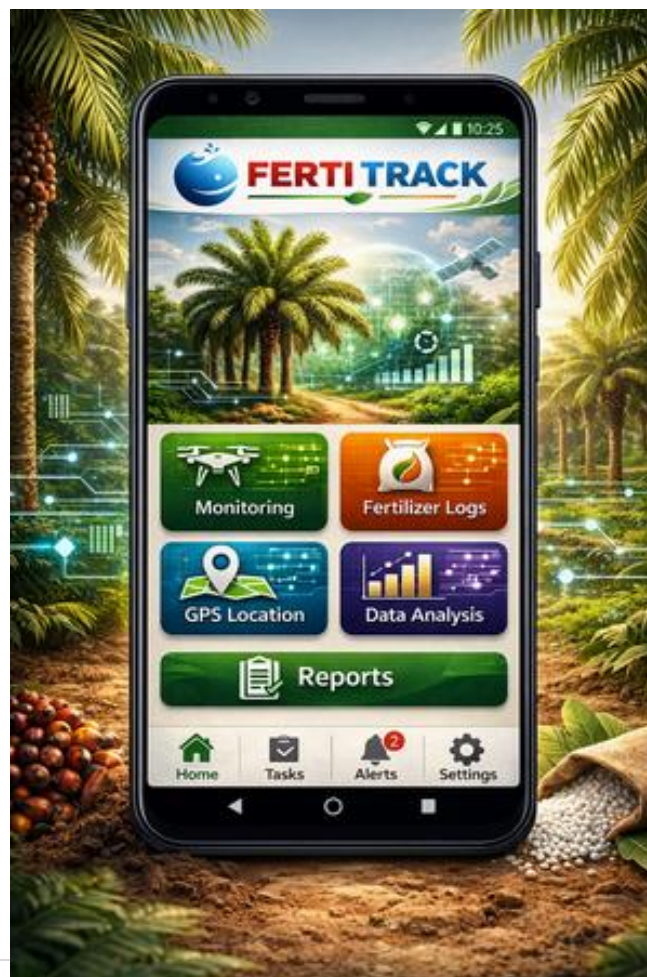 10:25
FERTI TRACK
Monitoring
Fertilizer Logs
GPS Location
Data Analysis
Reports
Home
Tasks
2
Alerts
Settings